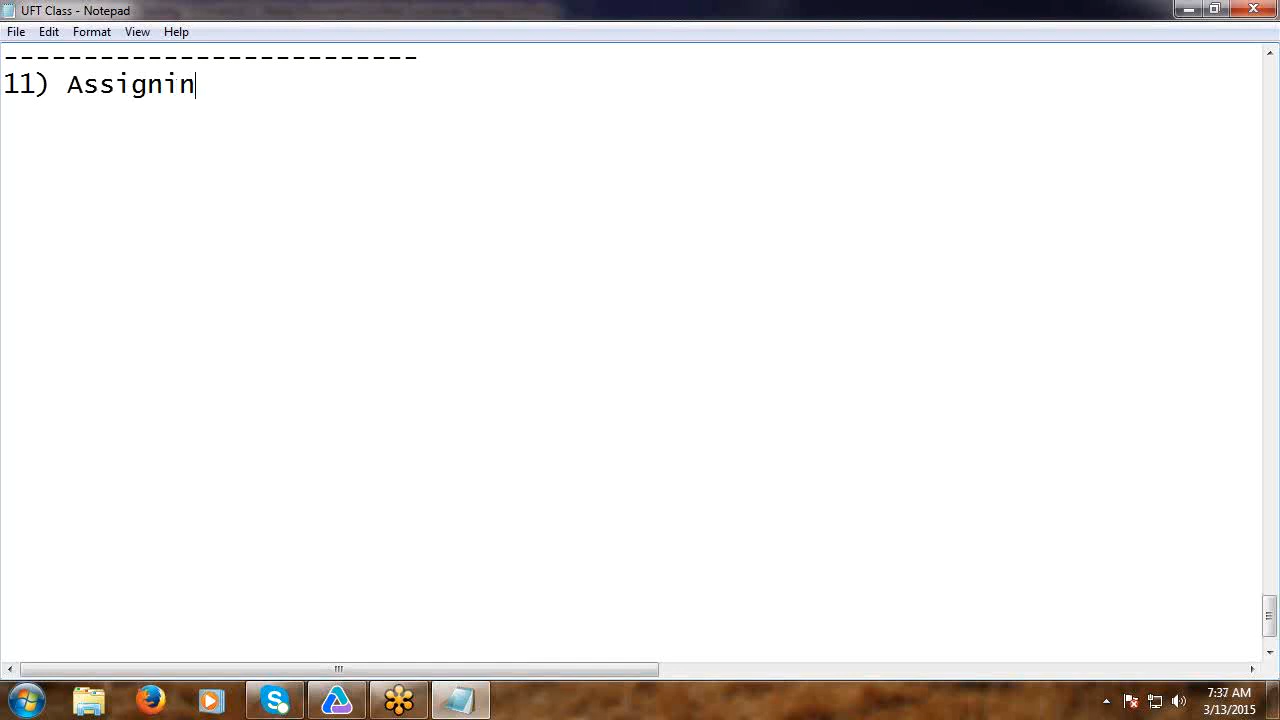 UFT Class - Notepad
File Edit Format View Help
--------------------------
11) Assignin
7:37 AM
3/13/2015